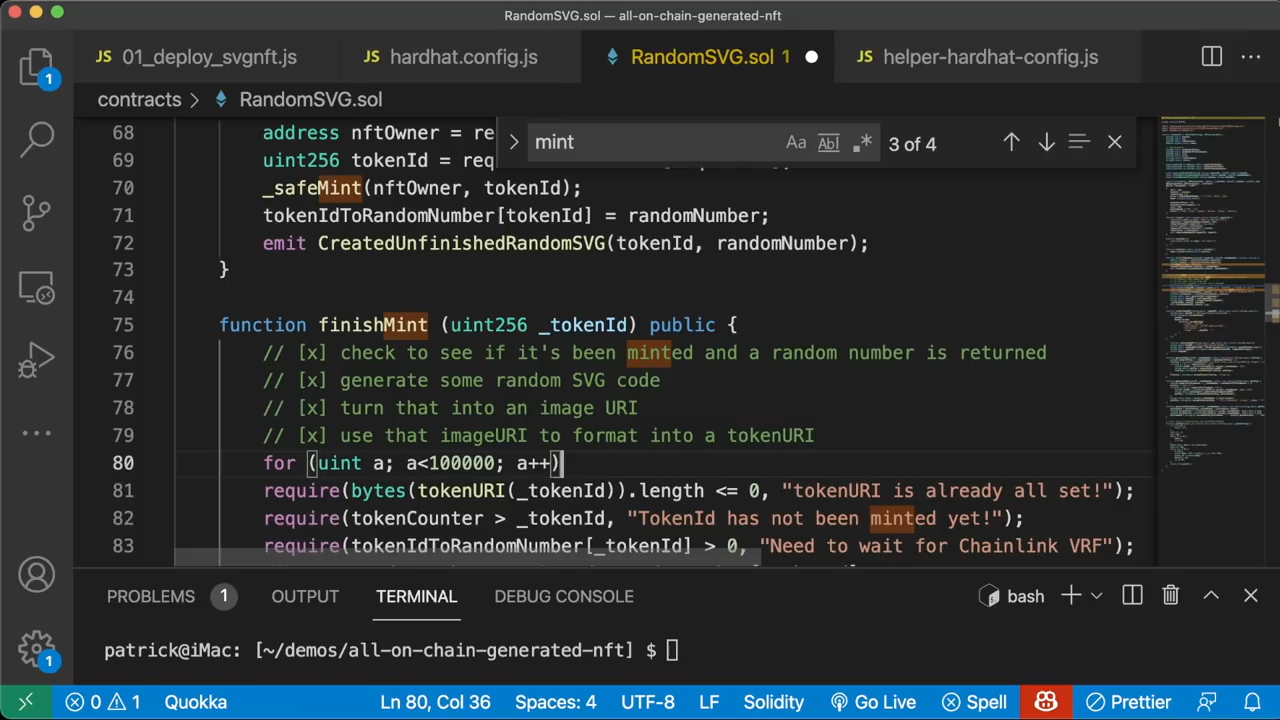 RandomSVG.sol — all-on-chain-generated-nft
JS 01_deploy_svgnft.js JS hardhat.config.js RandomSVG.sol 1 JS helper-hardhat-config.js
contracts > RandomSVG.sol
mint Aa Abl .* 3 of 4
68 address nftOwner = re
69 uint256 tokenId = req
70 _safeMint(nftOwner, tokenId);
71 tokenIdToRandomNumber[tokenId] = randomNumber;
72 emit CreatedUnfinishedRandomSVG(tokenId, randomNumber);
73 }
74
75 function finishMint (uint256 _tokenId) public {
76 // [x] check to see it's been minted and a random number is returned
77 // [x] generate some random SVG code
78 // [x] turn that into an image URI
79 // [x] use that imageURI to format into a tokenURI
80 for (uint a; a<100000; a++)
81 require(bytes(tokenURI(_tokenId)).length <= 0, "tokenURI is already all set!");
82 require(tokenCounter > _tokenId, "TokenId has not been minted yet!");
83 require(tokenIdToRandomNumber[_tokenId] > 0, "Need to wait for Chainlink VRF");
PROBLEMS 1 OUTPUT TERMINAL DEBUG CONSOLE bash
patrick@iMac: [~/demos/all-on-chain-generated-nft] $
1
1
0 1 Quokka Ln 80, Col 36 Spaces: 4 UTF-8 LF Solidity Go Live Spell Prettier